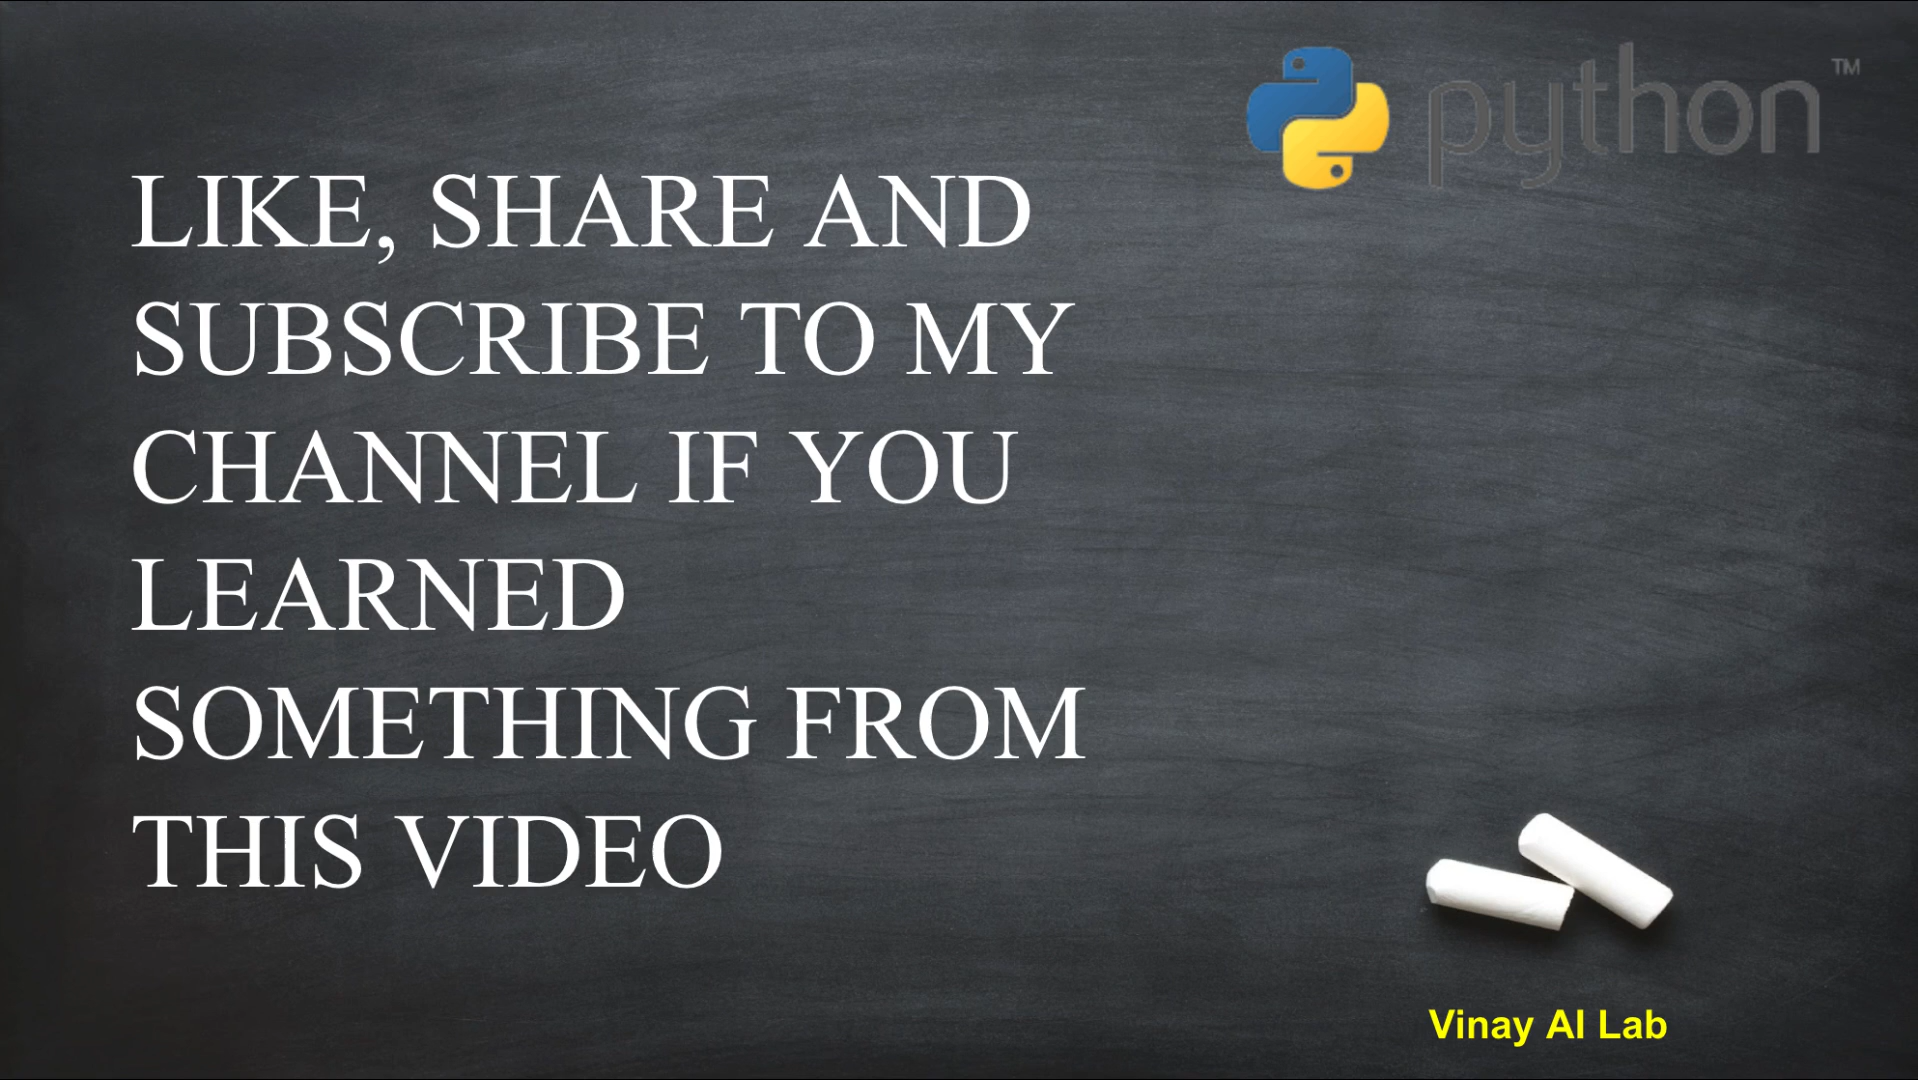 python™
LIKE, SHARE AND
SUBSCRIBE TO MY
CHANNEL IF YOU
LEARNED
SOMETHING FROM
THIS VIDEO
Vinay AI Lab